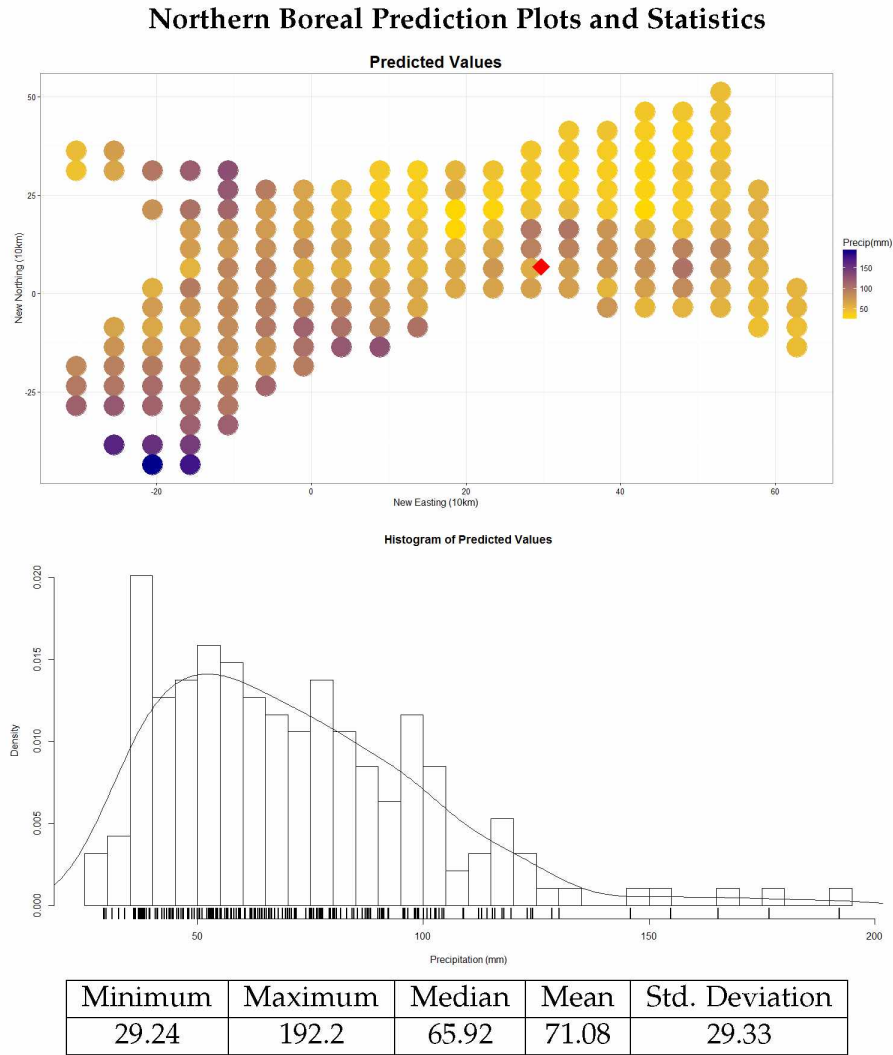 Northern Boreal Prediction Plots and Statistics
Predicted Values
50
25
0
-25
New Northing (10km)
-20 0 20 40 60
New Easting (10km)
Precip(mm)
150
100
50
Histogram of Predicted Values
0.020
0.015
0.010
0.005
0.000
Density
50 100 150 200
Precipitation (mm)
Minimum Maximum Median Mean Std. Deviation
29.24 192.2 65.92 71.08 29.33